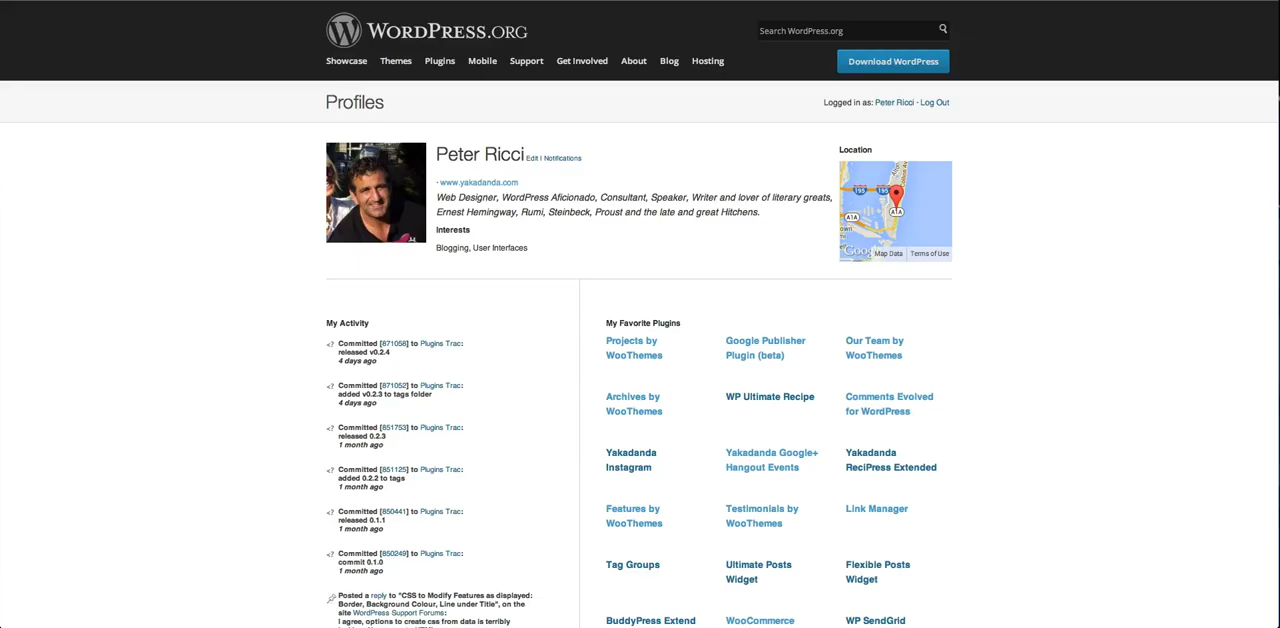 WORDPRESS.ORG
Search WordPress.org
Showcase Themes Plugins Mobile Support Get Involved About Blog Hosting
Download WordPress
Profiles
Logged in as: Peter Ricci · Log Out
Peter Ricci Edit | Notifications
· www.yakadanda.com
Web Designer, WordPress Aficionado, Consultant, Speaker, Writer and lover of literary greats,
Ernest Hemingway, Rumi, Steinbeck, Proust and the late and great Hitchens.
Interests
Blogging, User Interfaces
Location
195 195
A1A
A1A
Map Data Terms of Use
My Activity
Committed [871058] to Plugins Trac:
released v0.2.4
4 days ago
Committed [871052] to Plugins Trac:
added v0.2.3 to tags folder
4 days ago
Committed [851753] to Plugins Trac:
released 0.2.3
1 month ago
Committed [851125] to Plugins Trac:
added 0.2.2 to tags
1 month ago
Committed [850441] to Plugins Trac:
released 0.1.1
1 month ago
Committed [850249] to Plugins Trac:
commit 0.1.0
1 month ago
Posted a reply to "CSS to Modify Features as displayed:
Border, Background Colour, Line under Title", on the
site WordPress Support Forums:
I agree, options to create css from data is terribly
My Favorite Plugins
Projects by
WooThemes
Google Publisher
Plugin (beta)
Our Team by
WooThemes
Archives by
WooThemes
WP Ultimate Recipe
Comments Evolved
for WordPress
Yakadanda
Instagram
Yakadanda Google+
Hangout Events
Yakadanda
ReciPress Extended
Features by
WooThemes
Testimonials by
WooThemes
Link Manager
Tag Groups
Ultimate Posts
Widget
Flexible Posts
Widget
BuddyPress Extend
WooCommerce
WP SendGrid